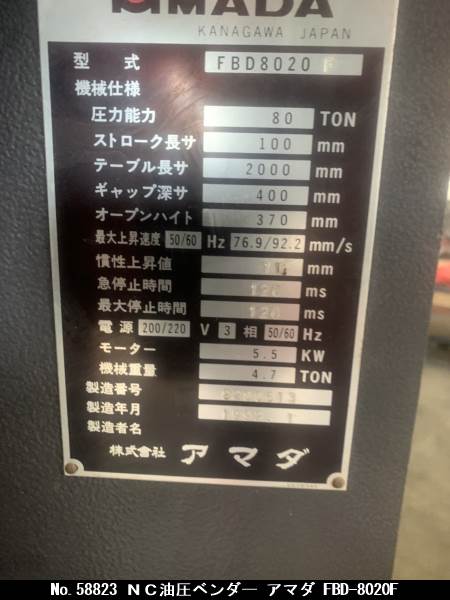 AMADA
KANAGAWA JAPAN
型式 FBD8020 F
機械仕様
圧力能力 80 TON
ストローク長サ 100 mm
テーブル長サ 2000 mm
ギャップ深サ 400 mm
オープンハイト 370 mm
最大上昇速度 50/60 Hz 76.9/92.2 mm/s
慣性上昇値 mm
急停止時間 ms
最大停止時間 ms
電源 200/220 V 3 相 50/60 Hz
モーター 5.5 KW
機械重量 4.7 TON
製造番号
製造年月
製造者名
株式会社 アマダ
No.58823 NC油圧ベンダー アマダ FBD-8020F